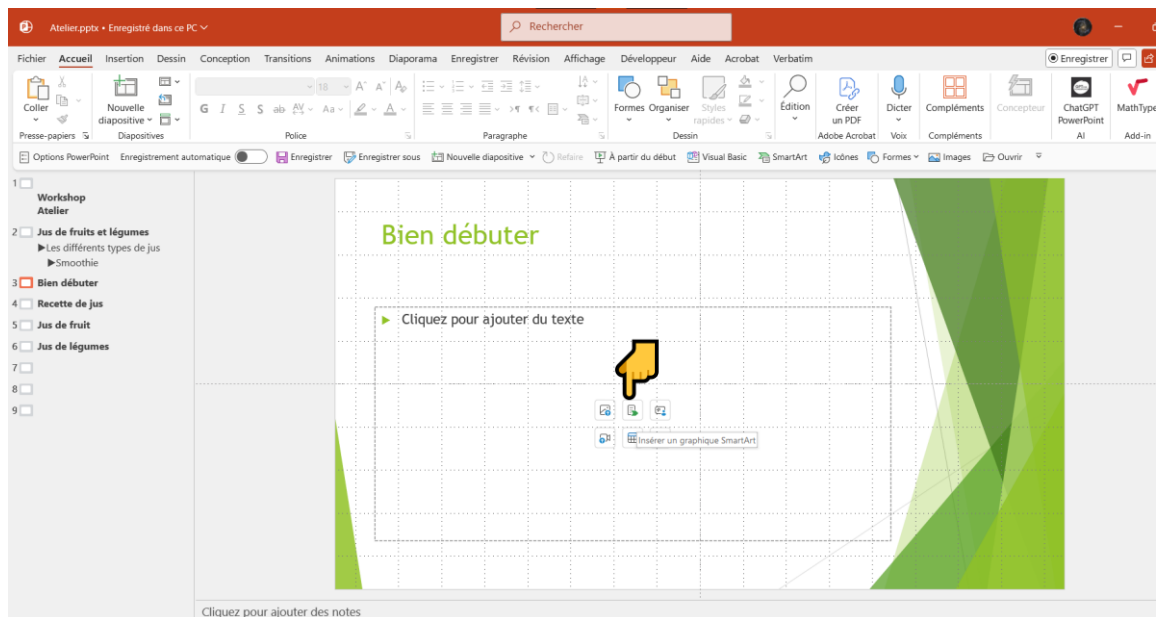 Atelier.pptx • Enregistré dans ce PC
Rechercher
Fichier Accueil Insertion Dessin Conception Transitions Animations Diaporama Enregistrer Révision Affichage Développeur Aide Acrobat Verbatim
Enregistrer
Coller
Nouvelle diapositive
18
G I S S ab AV Aa A
Formes Organiser Styles rapides
Édition
Créer un PDF
Dicter
Compléments
Concepteur
ChatGPT PowerPoint
MathType
Presse-papiers Diapositives Police Paragraphe Dessin Adobe Acrobat Voix Compléments AI Add-in
Options PowerPoint Enregistrement automatique Enregistrer Enregistrer sous Nouvelle diapositive Refaire À partir du début Visual Basic SmartArt Icônes Formes Images Ouvrir
1
Workshop
Atelier
2 Jus de fruits et légumes
Les différents types de jus
Smoothie
3 Bien débuter
4 Recette de jus
5 Jus de fruit
6 Jus de légumes
7
8
9
Bien débuter
Cliquez pour ajouter du texte
Insérer un graphique SmartArt
Cliquez pour ajouter des notes